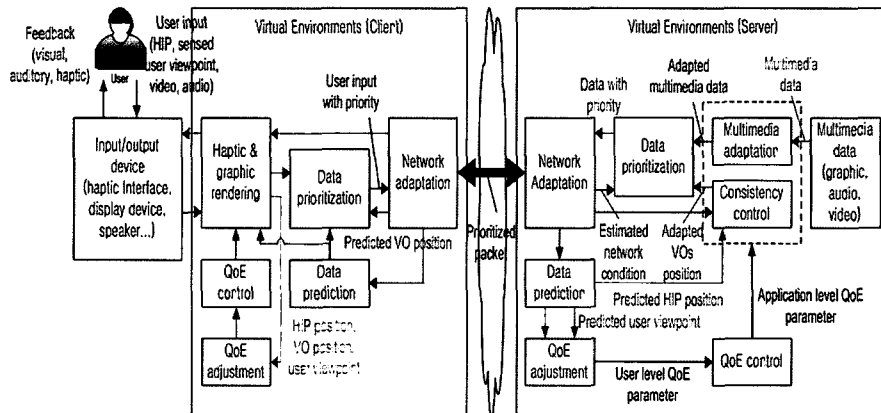 Feedback
(visual,
auditory, haptic)
User
User input
(HIP, sensed
user viewpoint,
video, audio)
Input/output
device
(haptic Interface,
display device,
speaker...)
Virtual Environments (Client)
Haptic &
graphic
rendering
User input
with priority
Data
prioritization
Network
adaptation
Predicted VO position
QoE
control
Data
prediction
HIP position,
VO position,
user viewpoint
QoE
adjustment
Prioritized
packet
Virtual Environments (Server)
Data with
priority
Adapted
multimedia data
Multimedia
data
Network
Adaptation
Data
prioritization
Multimedia
adaptation
Consistency
control
Multimedia
data
(graphic,
audio,
video)
Estimated
network
condition
Adapted
VOs
position
Data
prediction
Predicted HIP position
Predicted user viewpoint
Application level QoE
parameter
QoE
adjustment
User level QoE
parameter
QoE control